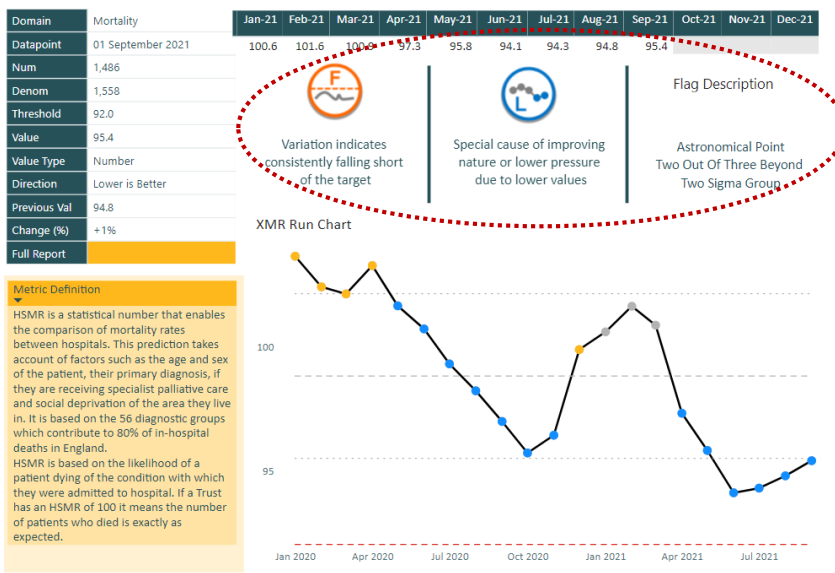 Domain Mortality
Datapoint 01 September 2021
Num 1,486
Denom 1,558
Threshold 92.0
Value 95.4
Value Type Number
Direction Lower is Better
Previous Val 94.8
Change (%) +1%
Full Report
Jan-21 Feb-21 Mar-21 Apr-21 May-21 Jun-21 Jul-21 Aug-21 Sep-21 Oct-21 Nov-21 Dec-21
100.6 101.6 100.9 97.3 95.8 94.1 94.3 94.8 95.4
F
Variation indicates
consistently falling short
of the target
L
Special cause of improving
nature or lower pressure
due to lower values
Flag Description
Astronomical Point
Two Out Of Three Beyond
Two Sigma Group
XMR Run Chart
100
95
Jan 2020 Apr 2020 Jul 2020 Oct 2020 Jan 2021 Apr 2021 Jul 2021
Metric Definition
HSMR is a statistical number that enables
the comparison of mortality rates
between hospitals. This prediction takes
account of factors such as the age and sex
of the patient, their primary diagnosis, if
they are receiving specialist palliative care
and social deprivation of the area they live
in. It is based on the 56 diagnostic groups
which contribute to 80% of in-hospital
deaths in England.
HSMR is based on the likelihood of a
patient dying of the condition with which
they were admitted to hospital. If a Trust
has an HSMR of 100 it means the number
of patients who died is exactly as
expected.